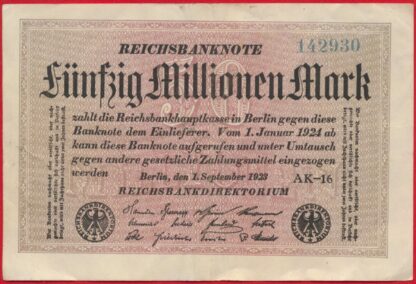 REICHSBANKNOTE
142930
Fünfzig Millionen Mark
zahlt die Reichsbankhauptkasse in Berlin gegen diese
Banknote dem Einlieferer. Vom 1. Januar 1924 ab
kann diese Banknote aufgerufen und unter Umtausch
gegen andere gesetzliche Zahlungsmittel eingezogen
werden
Berlin, den 1. September 1923
AK-16
REICHSBANKDIREKTORIUM